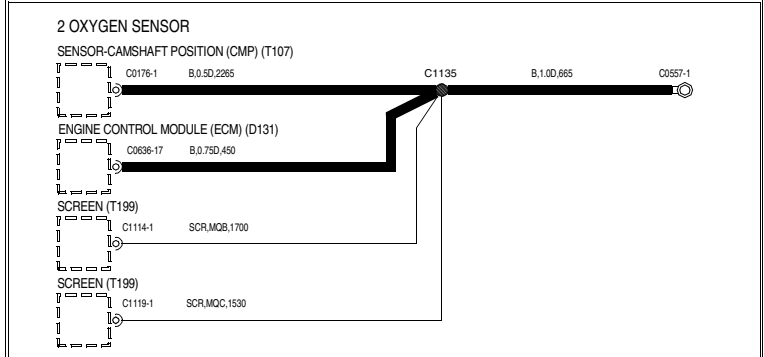 2 OXYGEN SENSOR
SENSOR-CAMSHAFT POSITION (CMP) (T107)
C0176-1 B,0.5D,2265 C1135 B,1.0D,665 C0557-1
ENGINE CONTROL MODULE (ECM) (D131)
C0636-17 B,0.75D,450
SCREEN (T199)
C1114-1 SCR,MQB,1700
SCREEN (T199)
C1119-1 SCR,MQC,1530